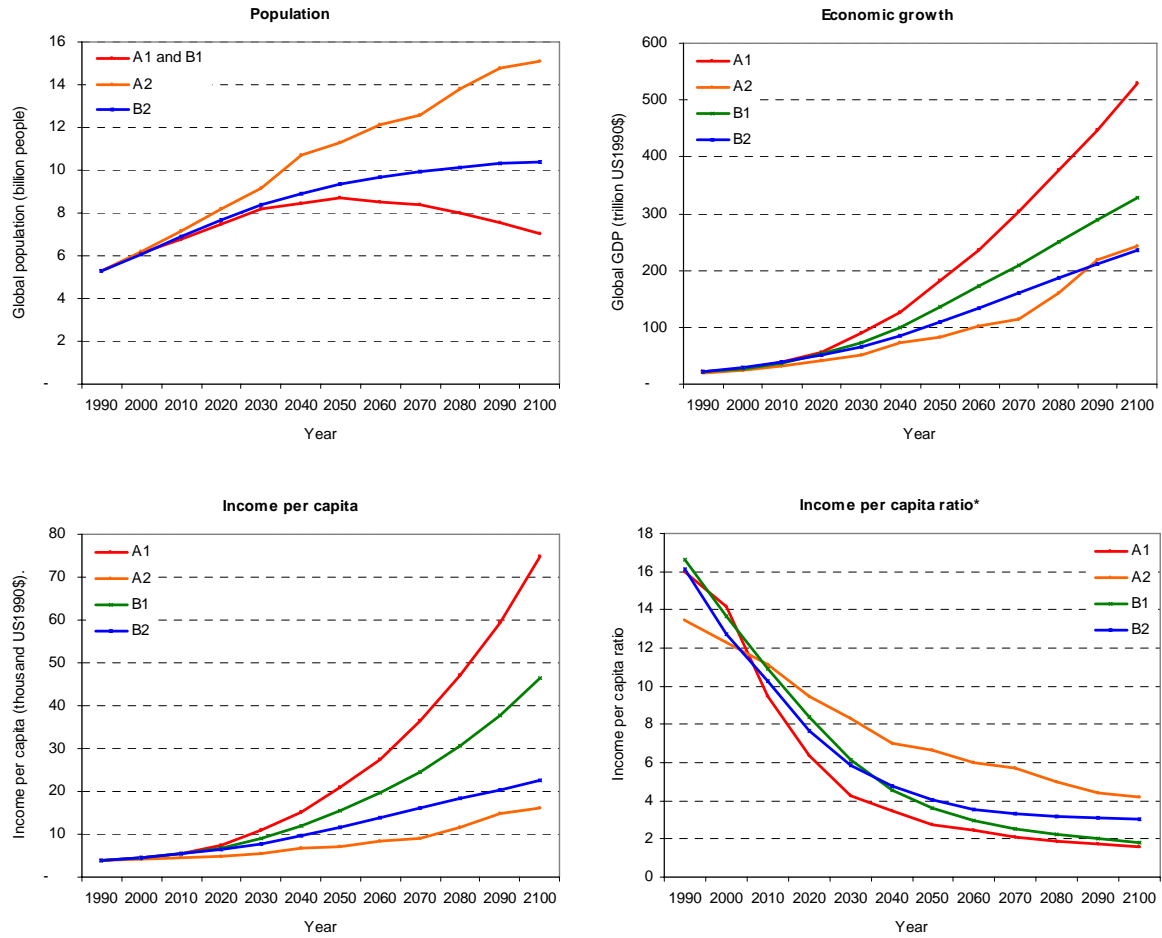 Population
Global population (billion people)
16
14
12
10
8
6
4
2
-
A1 and B1
A2
B2
1990 2000 2010 2020 2030 2040 2050 2060 2070 2080 2090 2100
Year
Economic growth
Global GDP (trillion US1990$)
600
500
400
300
200
100
-
A1
A2
B1
B2
1990 2000 2010 2020 2030 2040 2050 2060 2070 2080 2090 2100
Year
Income per capita
Income per capita (thousand US1990$).
80
70
60
50
40
30
20
10
-
A1
A2
B1
B2
1990 2000 2010 2020 2030 2040 2050 2060 2070 2080 2090 2100
Year
Income per capita ratio*
Income per capita ratio
18
16
14
12
10
8
6
4
2
0
A1
A2
B1
B2
1990 2000 2010 2020 2030 2040 2050 2060 2070 2080 2090 2100
Year